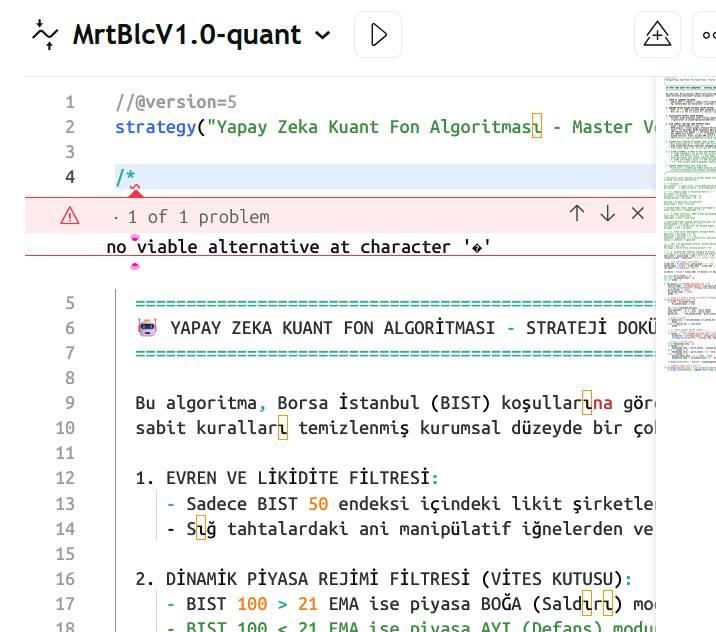 MrtBlcV1.0-quant
1 //@version=5
2 strategy("Yapay Zeka Kuant Fon Algoritması - Master
3
4 /*
· 1 of 1 problem
no viable alternative at character '�'
5 ==================================================
6 🤖 YAPAY ZEKA KUANT FON ALGORİTMASI - STRATEJİ
7 ==================================================
8
9 Bu algoritma, Borsa İstanbul (BIST) koşullarına
10 sabit kuralları temizlenmiş kurumsal düzeyde bir
11
12 1. EVREN VE LİKİDİTE FİLTRESİ:
13 - Sadece BIST 50 endeksi içindeki likit şirketler
14 - Sığ tahtalardaki ani manipülatif iğnelerden ve
15
16 2. DİNAMİK PİYASA REJİMİ FİLTRESİ (VİTES KUTUSU):
17 - BIST 100 > 21 EMA ise piyasa BOĞA (Saldırı)
18 - BIST 100 < 21 EMA ise piyasa AYI (Defans)